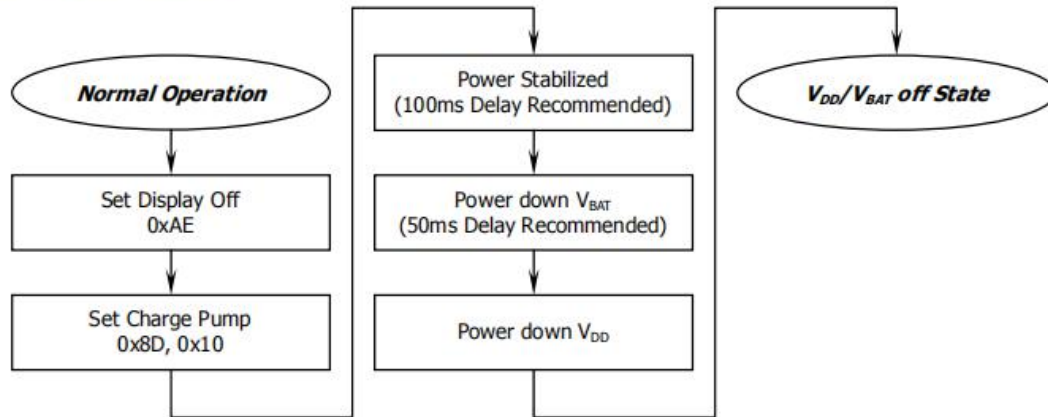 Normal Operation
Set Display Off
0xAE
Set Charge Pump
0x8D, 0x10
Power Stabilized
(100ms Delay Recommended)
Power down VBAT
(50ms Delay Recommended)
Power down VDD
VDD/VBAT off State